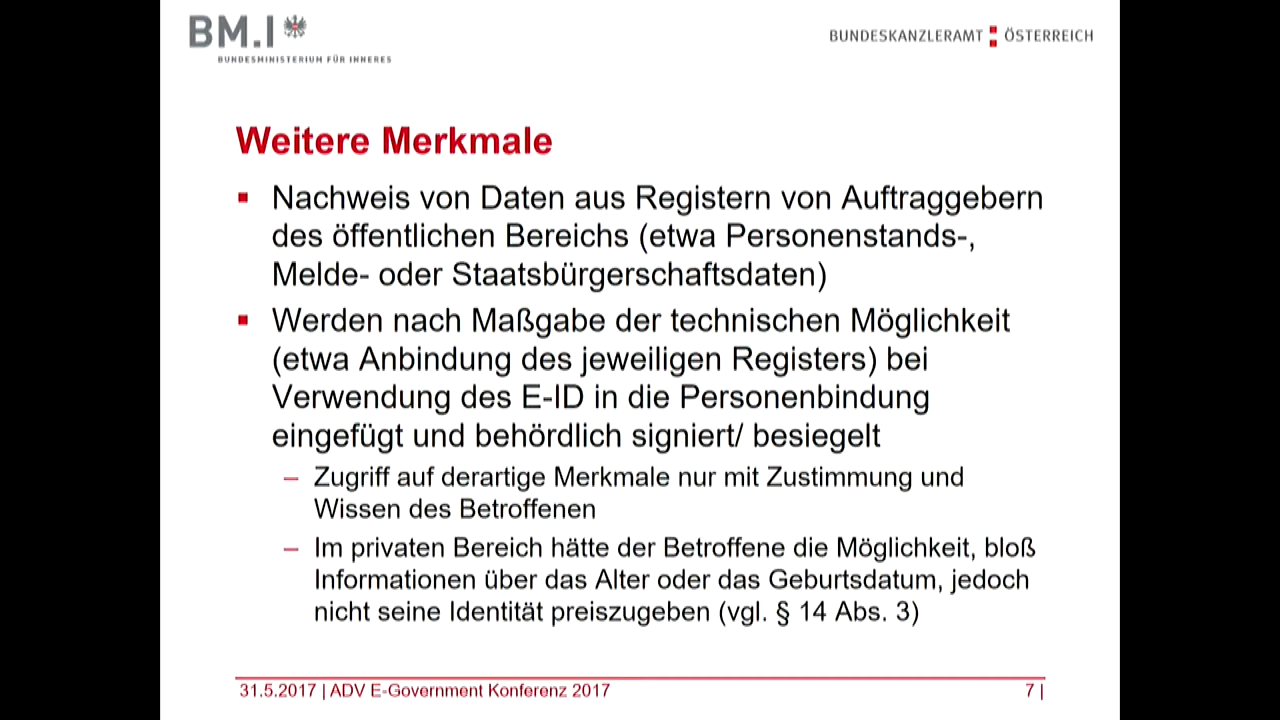 BM.I
BUNDESMINISTERIUM FÜR INNERES
BUNDESKANZLERAMT ÖSTERREICH
Weitere Merkmale
Nachweis von Daten aus Registern von Auftraggebern
des öffentlichen Bereichs (etwa Personenstands-,
Melde- oder Staatsbürgerschaftsdaten)
Werden nach Maßgabe der technischen Möglichkeit
(etwa Anbindung des jeweiligen Registers) bei
Verwendung des E-ID in die Personenbindung
eingefügt und behördlich signiert/ besiegelt
– Zugriff auf derartige Merkmale nur mit Zustimmung und
Wissen des Betroffenen
– Im privaten Bereich hätte der Betroffene die Möglichkeit, bloß
Informationen über das Alter oder das Geburtsdatum, jedoch
nicht seine Identität preiszugeben (vgl. § 14 Abs. 3)
31.5.2017 | ADV E-Government Konferenz 2017
7 |